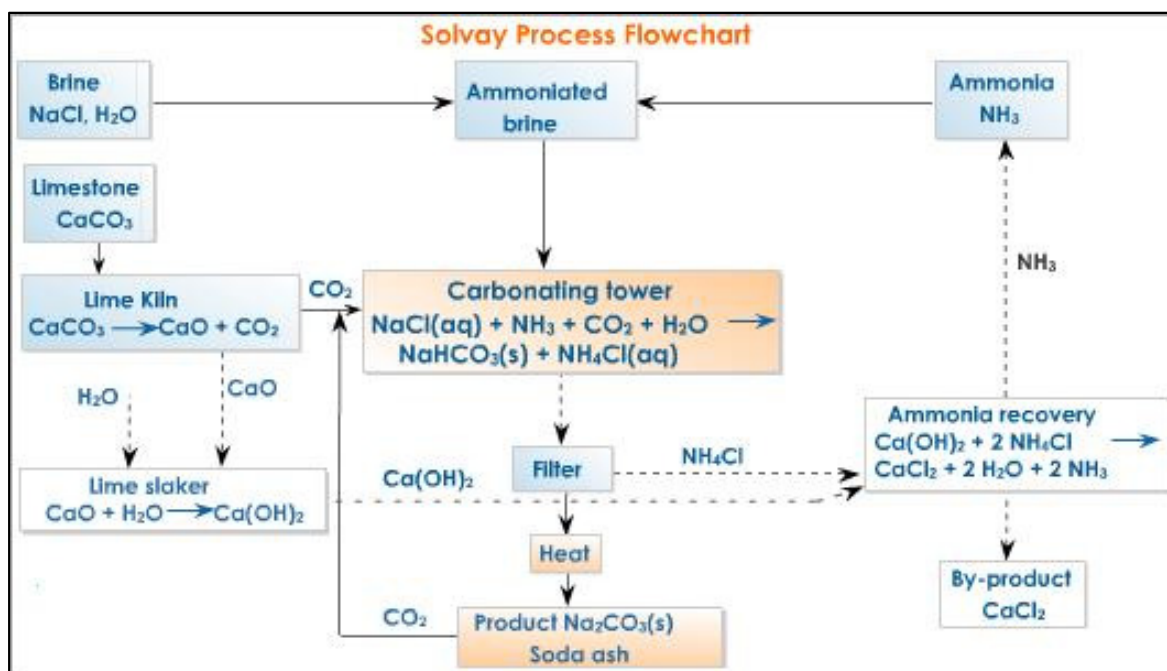 Solvay Process Flowchart
Brine
NaCl, H₂O
Ammoniated
brine
Ammonia
NH₃
Limestone
CaCO₃
NH₃
Lime Kiln
CaCO₃ ⟶ CaO + CO₂
CO₂
Carbonating tower
NaCl(aq) + NH₃ + CO₂ + H₂O ⟶
NaHCO₃(s) + NH₄Cl(aq)
H₂O
CaO
Ammonia recovery
Ca(OH)₂ + 2 NH₄Cl ⟶
CaCl₂ + 2 H₂O + 2 NH₃
Filter
NH₄Cl
Lime slaker
CaO + H₂O ⟶ Ca(OH)₂
Ca(OH)₂
Heat
By-product
CaCl₂
CO₂
Product Na₂CO₃(s)
Soda ash